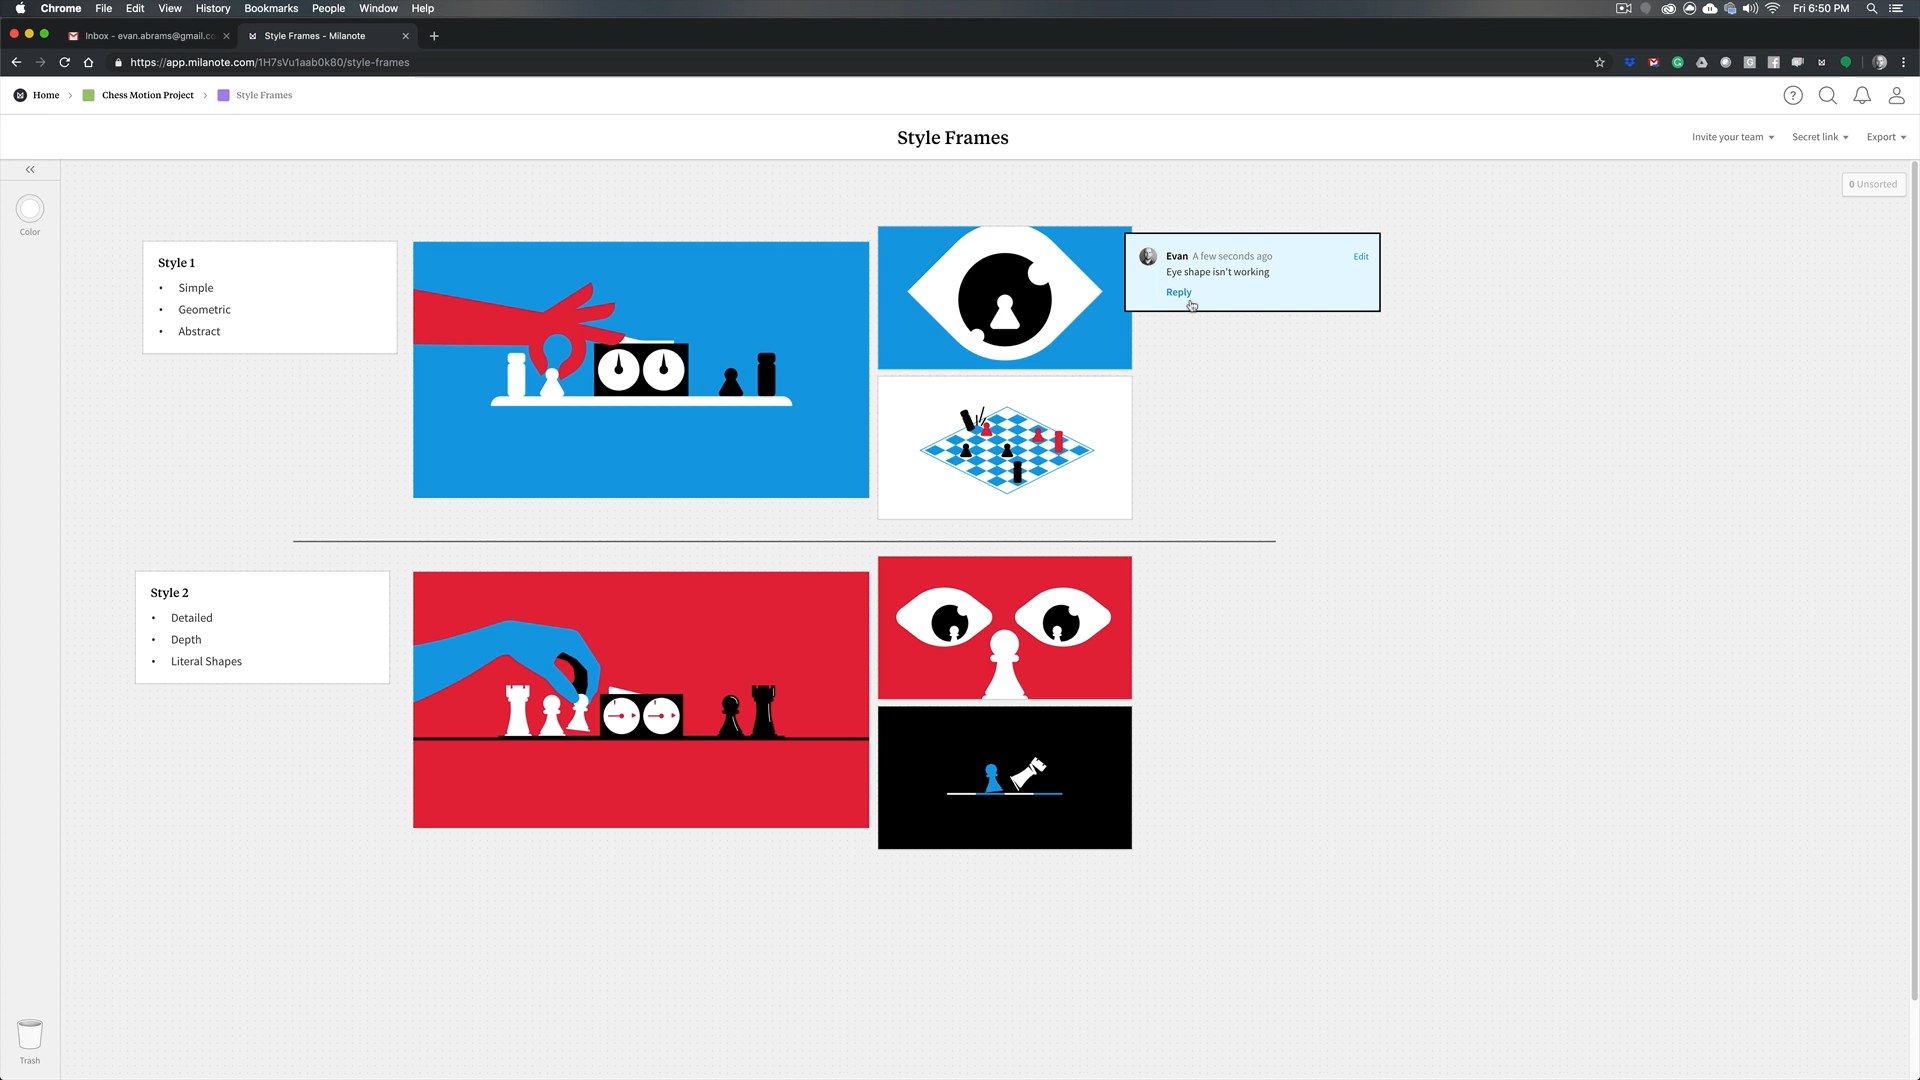 Chrome File Edit View History Bookmarks People Window Help Fri 6:50 PM
Inbox - evan.abrams@gmail.co Style Frames - Milanote
https://app.milanote.com/1H7sVu1aab0k80/style-frames
Home Chess Motion Project Style Frames
Style Frames
Invite your team Secret link Export
0 Unsorted
Color
Style 1
• Simple
• Geometric
• Abstract
Evan A few seconds ago Edit
Eye shape isn't working
Reply
Style 2
• Detailed
• Depth
• Literal Shapes
Trash